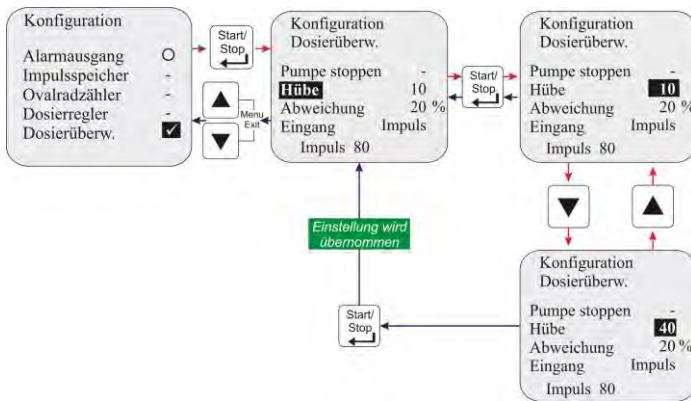 Konfiguration
Alarmausgang O
Impulsspeicher -
Ovalradzähler -
Dosierregler -
Dosierüberw. ✓
Start/
Stop
Menu
Exit
Konfiguration
Dosierüberw.
Pumpe stoppen -
Hübe 10
Abweichung 20 %
Eingang Impuls
Impuls 80
Start/
Stop
Konfiguration
Dosierüberw.
Pumpe stoppen -
Hübe 10
Abweichung 20 %
Eingang Impuls
Impuls 80
Einstellung wird
übernommen
Start/
Stop
Konfiguration
Dosierüberw.
Pumpe stoppen -
Hübe 40
Abweichung 20 %
Eingang Impuls
Impuls 80